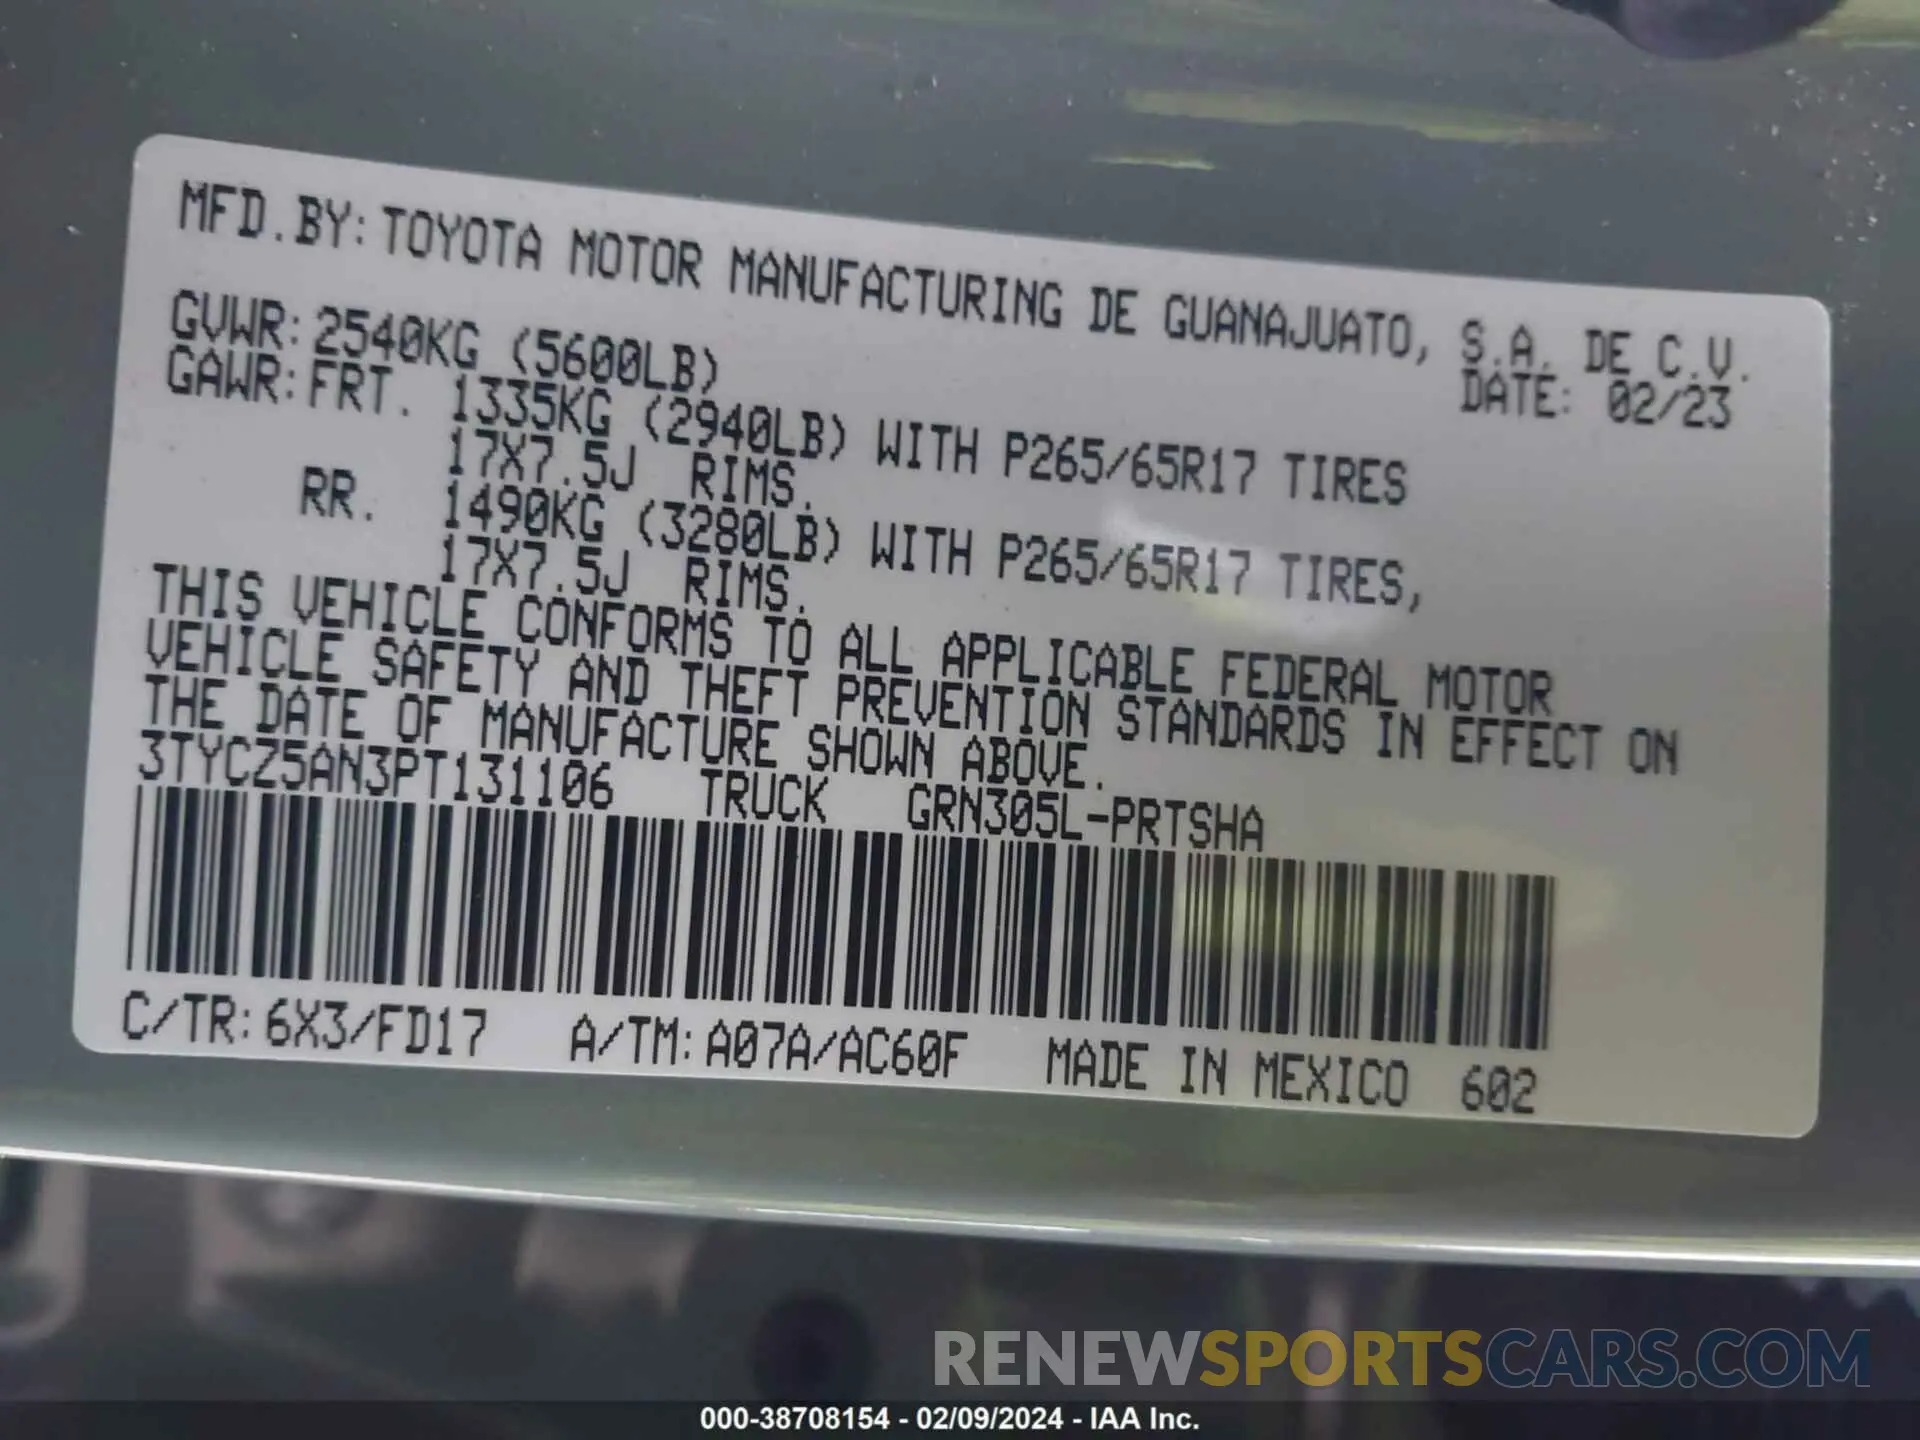 MFD.BY: TOYOTA MOTOR MANUFACTURING DE GUANAJUATO, S.A. DE C.V.
GVWR: 2540KG (5600LB) DATE: 02/23
GAWR: FRT. 1335KG (2940LB) WITH P265/65R17 TIRES
17X7.5J RIMS.
RR. 1490KG (3280LB) WITH P265/65R17 TIRES,
17X7.5J RIMS.
THIS VEHICLE CONFORMS TO ALL APPLICABLE FEDERAL MOTOR
VEHICLE SAFETY AND THEFT PREVENTION STANDARDS IN EFFECT ON
THE DATE OF MANUFACTURE SHOWN ABOVE.
3TYCZ5AN3PT131106 TRUCK GRN305L-PRTSHA
C/TR: 6X3/FD17 A/TM: A07A/AC60F MADE IN MEXICO 602
RENEWSPORTSCARS.COM
000-38708154 - 02/09/2024 - IAA Inc.